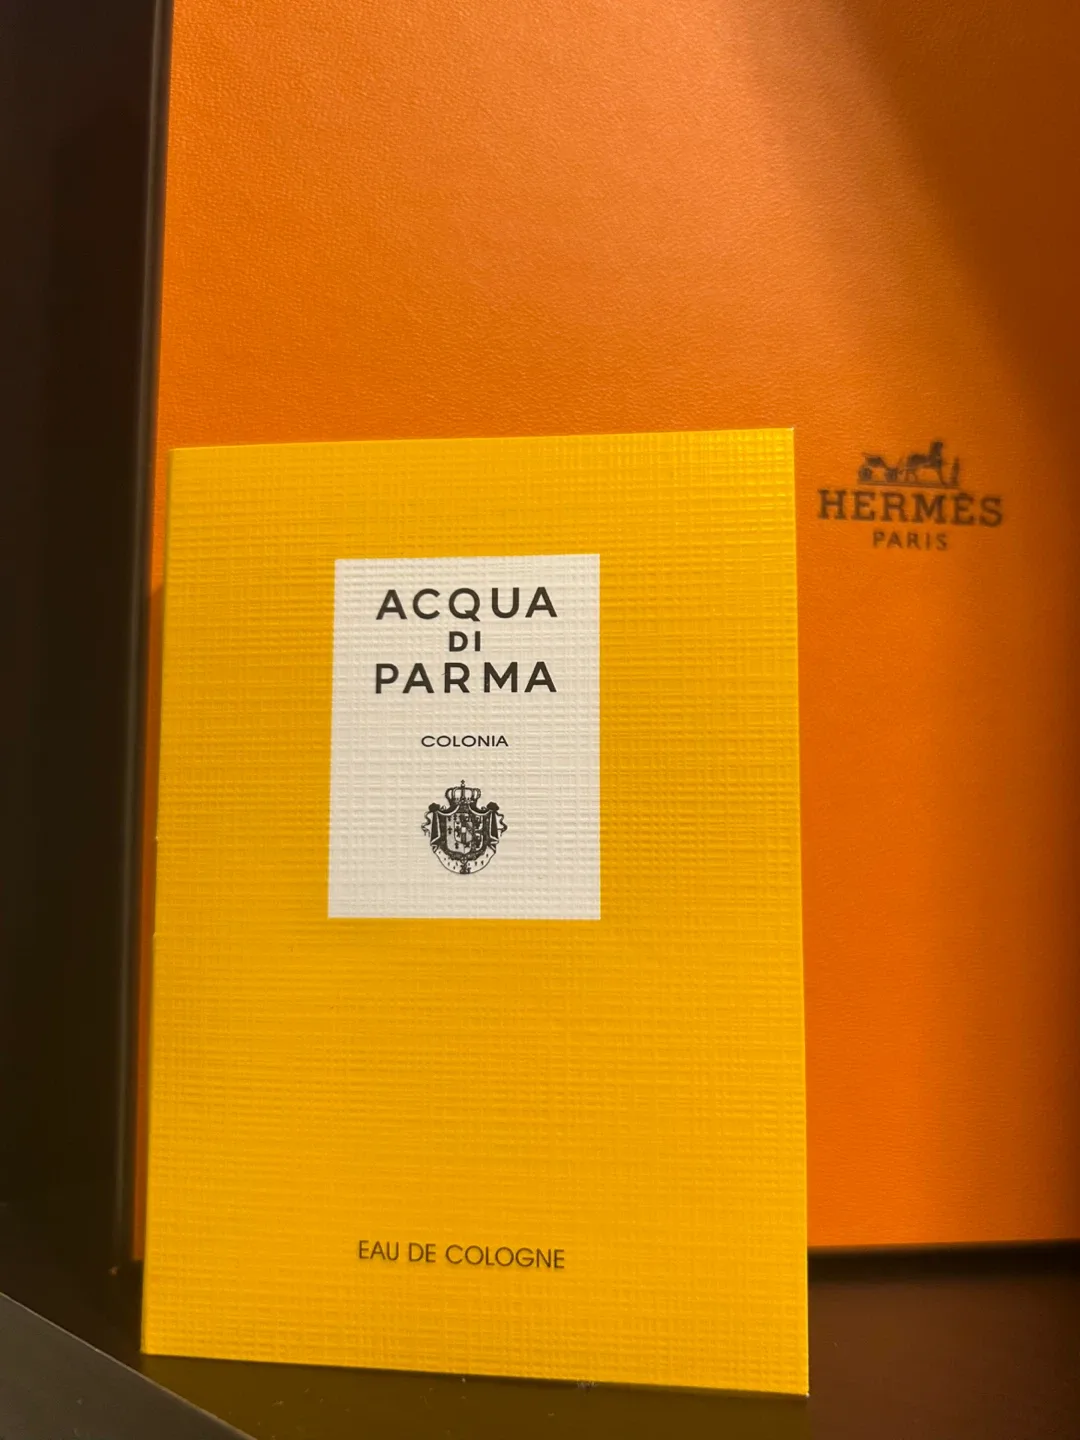 ACQUA
DI
PARMA
COLONIA
EAU DE COLOGNE
HERMÈS
PARIS